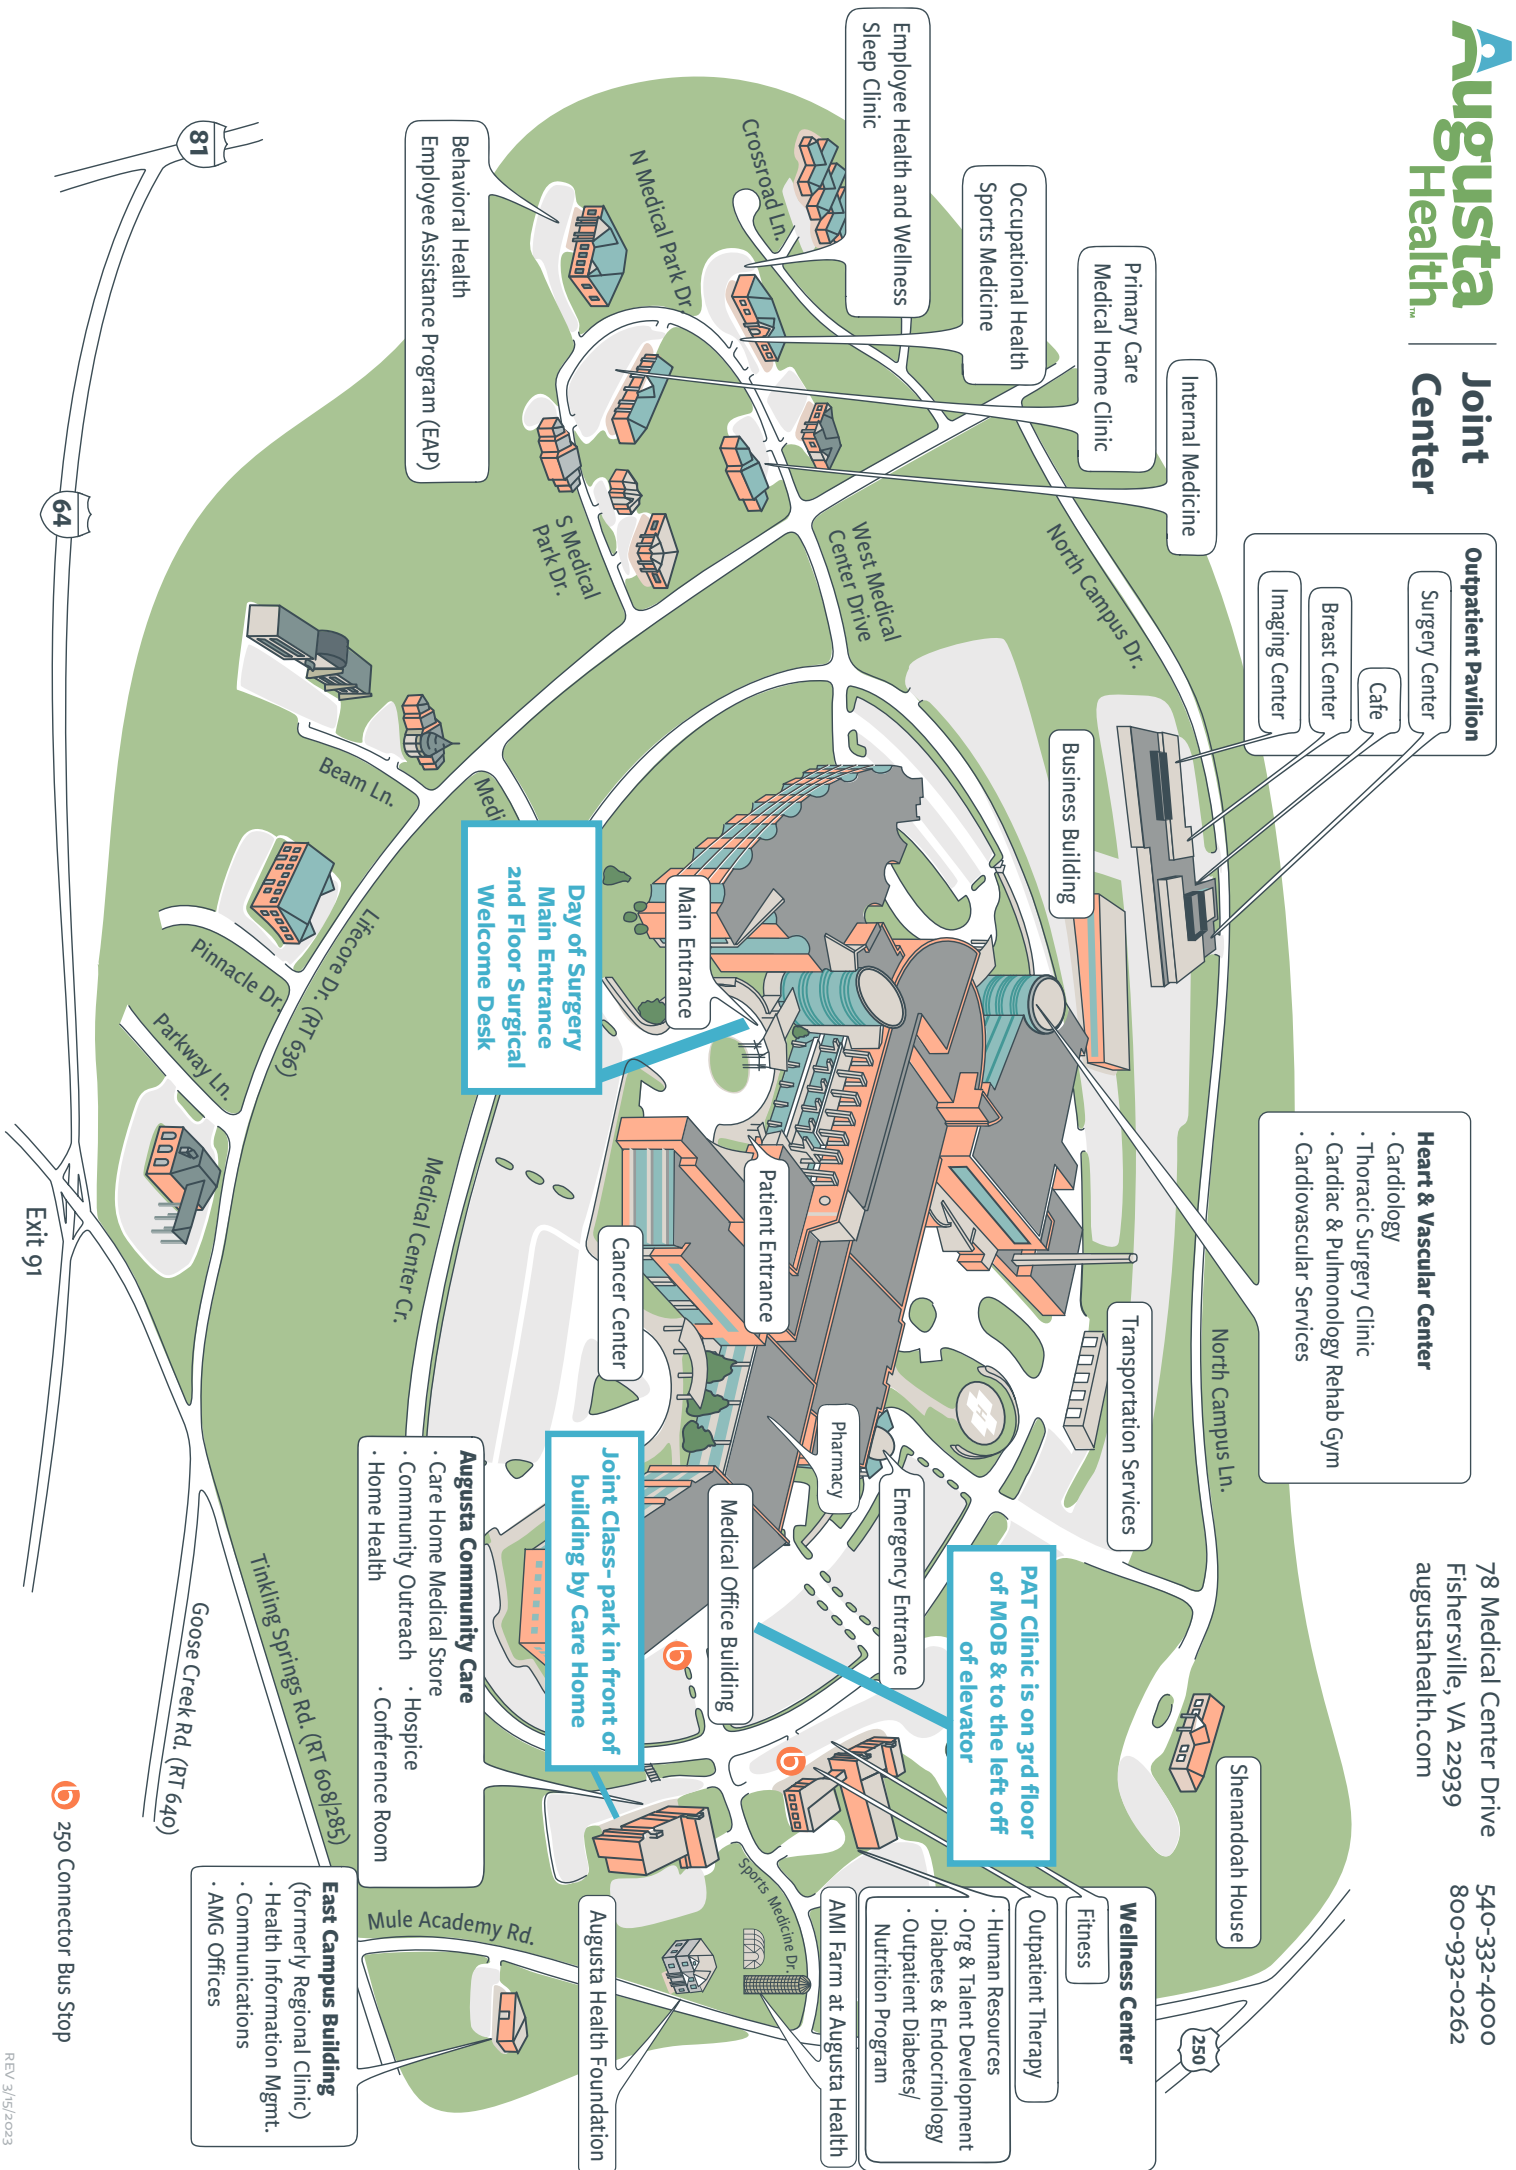 Augusta
Health™
Joint
Center
78 Medical Center Drive
Fishersville, VA 22939
augustahealth.com
540-332-4000
800-932-0262
Outpatient Pavilion
Surgery Center
Cafe
Breast Center
Imaging Center
Internal Medicine
Primary Care
Medical Home Clinic
Occupational Health
Sports Medicine
Employee Health and Wellness
Sleep Clinic
Behavioral Health
Employee Assistance Program (EAP)
Crossroad Ln.
N Medical Park Dr.
S Medical
Park Dr.
West Medical
Center Drive
North Campus Dr.
Business Building
Heart & Vascular Center
· Cardiology
· Thoracic Surgery Clinic
· Cardiac & Pulmonology Rehab Gym
· Cardiovascular Services
North Campus Ln.
Transportation Services
Shenandoah House
250
Wellness Center
Fitness
Outpatient Therapy
· Human Resources
· Org & Talent Development
· Diabetes & Endocrinology
· Outpatient Diabetes/
Nutrition Program
PAT Clinic is on 3rd floor
of MOB & to the left off
of elevator
Emergency Entrance
Pharmacy
Medical Office Building
Main Entrance
Patient Entrance
Cancer Center
H
Day of Surgery
Main Entrance
2nd Floor Surgical
Welcome Desk
Joint Class- park in front of
building by Care Home
b
b
AMI Farm at Augusta Health
Sports Medicine Dr.
Augusta Health Foundation
Augusta Community Care
· Care Home Medical Store
· Community Outreach
· Hospice
· Home Health
· Conference Room
Mule Academy Rd.
East Campus Building
(formerly Regional Clinic)
· Health Information Mgmt.
· Communications
· AMG Offices
Medi
Medical Center Cr.
Beam Ln.
Lifecore Dr. (RT 636)
Pinnacle Dr.
Parkway Ln.
Tinkling Springs Rd. (RT 608/285)
Goose Creek Rd. (RT 640)
81
64
Exit 91
b 250 Connector Bus Stop
REV 3/15/2023